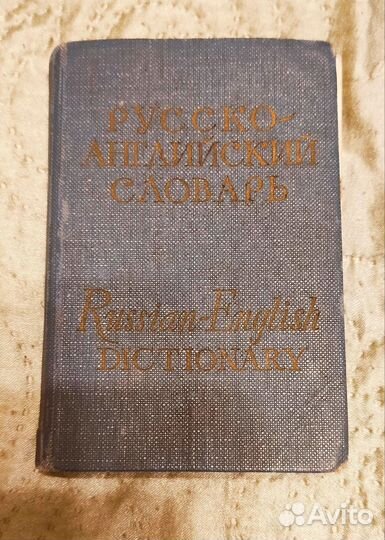 РУССКО-
АНГЛИЙСКИЙ
СЛОВАРЬ
Russian-English
DICTIONARY
Avito